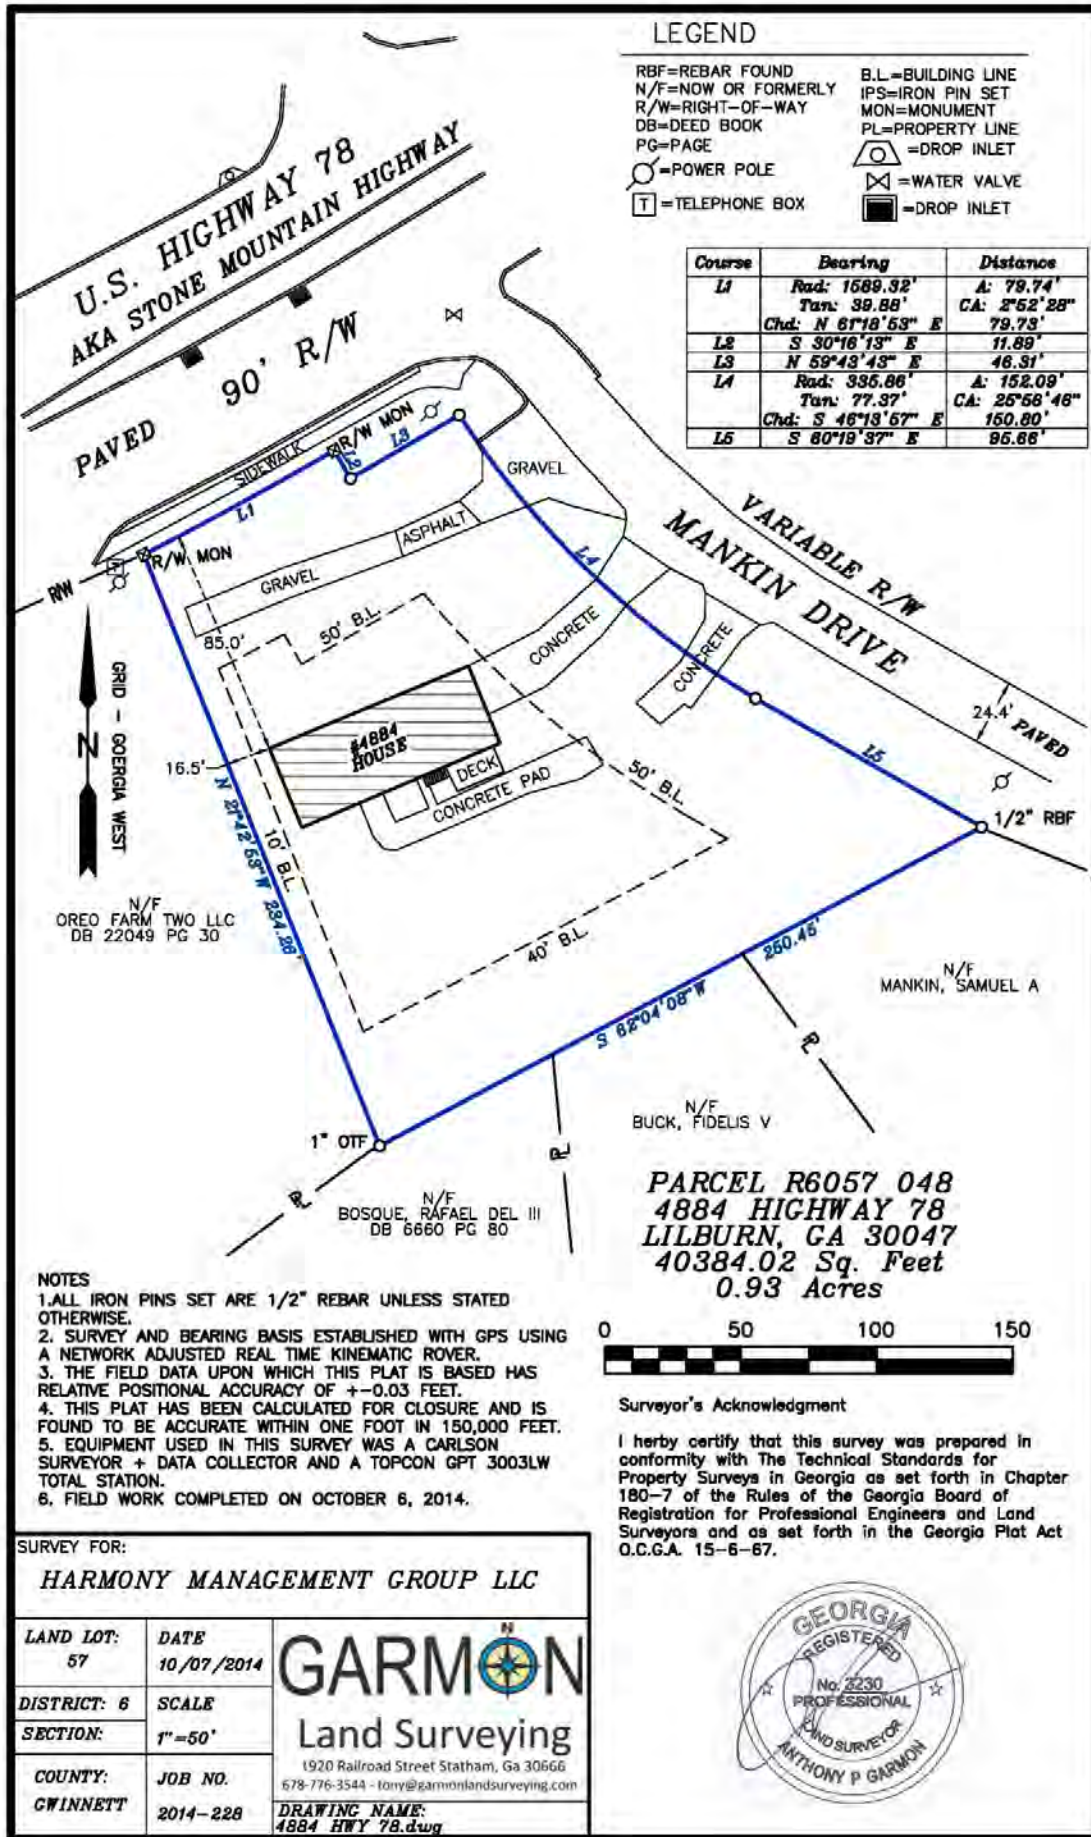 LEGEND
RBF=REBAR FOUND
N/F=NOW OR FORMERLY
R/W=RIGHT-OF-WAY
DB=DEED BOOK
PG=PAGE
=POWER POLE
T =TELEPHONE BOX
B.L.=BUILDING LINE
IPS=IRON PIN SET
MON=MONUMENT
PL=PROPERTY LINE
=DROP INLET
=WATER VALVE
=DROP INLET
Course Bearing Distance
L1 Rad: 1589.32' A: 79.74'
Tan: 39.88' CA: 2°52'28"
Chd: N 61°18'53" E 79.73'
L2 S 30°16'13" E 11.89'
L3 N 59°43'43" E 46.31'
L4 Rad: 335.86' A: 152.09'
Tan: 77.37' CA: 25°56'46"
Chd: S 46°13'57" E 150.80'
L5 S 60°19'37" E 95.66'
U.S. HIGHWAY 78
AKA STONE MOUNTAIN HIGHWAY
90' R/W
PAVED
SIDEWALK
R/W MON
L1
L2
L3
R/W MON
R/W
T
GRAVEL
ASPHALT
GRAVEL
L4
VARIABLE R/W
MANKIN DRIVE
CONCRETE
CONCRETE
24.4'
PAVED
L5
1/2" RBF
85.0'
50' B.L.
#4884
HOUSE
DECK
CONCRETE PAD
16.5'
50' B.L.
10' B.L.
40' B.L.
N 21°42'53" W 234.26'
S 62°04'08" W
250.45'
GRID - GOERGIA WEST
N
N/F
OREO FARM TWO LLC
DB 22049 PG 30
N/F
MANKIN, SAMUEL A
N/F
BUCK, FIDELIS V
1" OTF
PL
PL
PL
N/F
BOSQUE, RAFAEL DEL III
DB 6660 PG 80
PARCEL R6057 048
4884 HIGHWAY 78
LILBURN, GA 30047
40384.02 Sq. Feet
0.93 Acres
0 50 100 150
NOTES
1.ALL IRON PINS SET ARE 1/2" REBAR UNLESS STATED
OTHERWISE.
2. SURVEY AND BEARING BASIS ESTABLISHED WITH GPS USING
A NETWORK ADJUSTED REAL TIME KINEMATIC ROVER.
3. THE FIELD DATA UPON WHICH THIS PLAT IS BASED HAS
RELATIVE POSITIONAL ACCURACY OF +-0.03 FEET.
4. THIS PLAT HAS BEEN CALCULATED FOR CLOSURE AND IS
FOUND TO BE ACCURATE WITHIN ONE FOOT IN 150,000 FEET.
5. EQUIPMENT USED IN THIS SURVEY WAS A CARLSON
SURVEYOR + DATA COLLECTOR AND A TOPCON GPT 3003LW
TOTAL STATION.
6. FIELD WORK COMPLETED ON OCTOBER 6, 2014.
Surveyor's Acknowledgment
I herby certify that this survey was prepared in
conformity with The Technical Standards for
Property Surveys in Georgia as set forth in Chapter
180-7 of the Rules of the Georgia Board of
Registration for Professional Engineers and Land
Surveyors and as set forth in the Georgia Plat Act
O.C.G.A. 15-6-67.
SURVEY FOR:
HARMONY MANAGEMENT GROUP LLC
LAND LOT:
57
DATE
10/07/2014
DISTRICT: 6
SECTION:
SCALE
1"=50'
COUNTY:
GWINNETT
JOB NO.
2014-228
N
GARMON
Land Surveying
1920 Railroad Street Statham, Ga 30666
678-776-3544 - tony@garmonlandsurveying.com
DRAWING NAME:
4884 HWY 78.dwg
GEORGIA
REGISTERED
No. 3230
PROFESSIONAL
LAND SURVEYOR
ANTHONY P GARMON